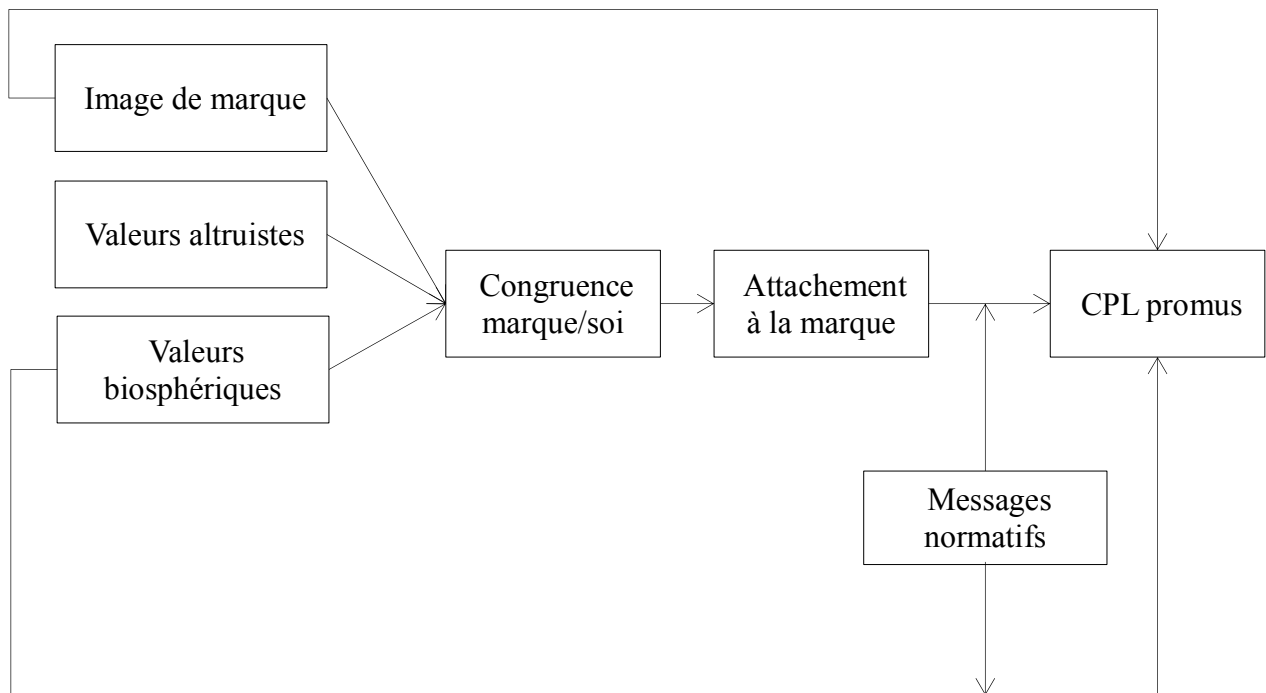 Image de marque
Valeurs altruistes
Valeurs
biosphériques
Congruence
marque/soi
Attachement
à la marque
CPL promus
Messages
normatifs